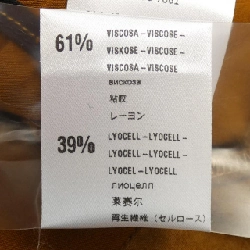 61% VISCOSA-VISCOSE-
VISKOSE-VISCOSE-
VISCOSA-VISCOSE
вискоза
粘胶
レーヨン
39% LYOCELL-LYOCELL-
LYOCELL-LYOCELL-
LYOCEL-LYOCELL
лиоцелл
莱赛尔
再生繊維（セルロース）